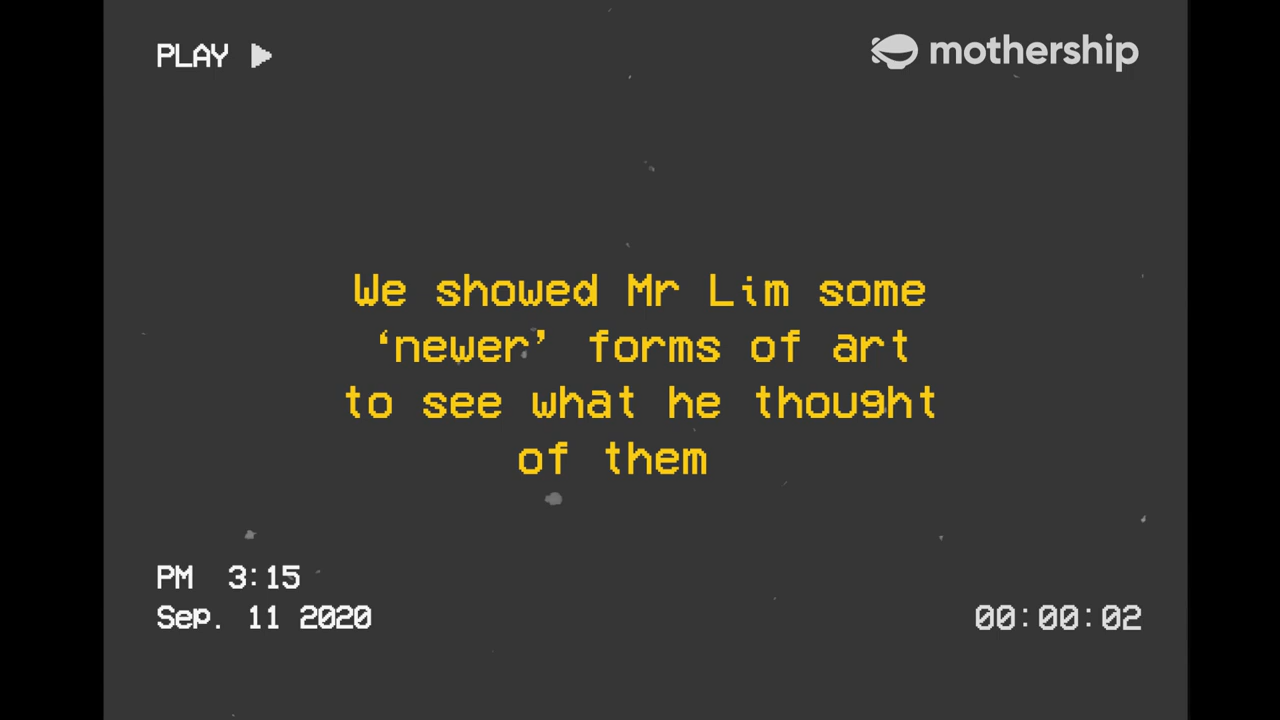 PLAY
mothership
We showed Mr Lim some
‘newer’ forms of art
to see what he thought
of them
PM 3:15
Sep. 11 2020
00:00:02